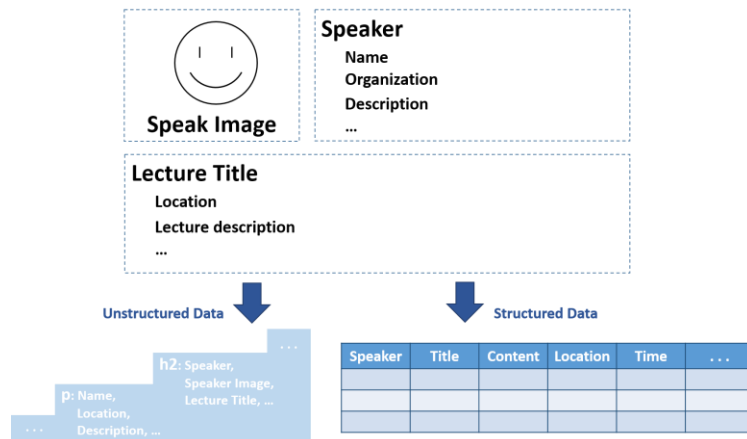 Speak Image
Speaker
Name
Organization
Description
...
Lecture Title
Location
Lecture description
...
Unstructured Data
Structured Data
...
p: Name,
Location,
Description, ...
h2: Speaker,
Speaker Image,
Lecture Title, ...
...
Speaker Title Content Location Time ...